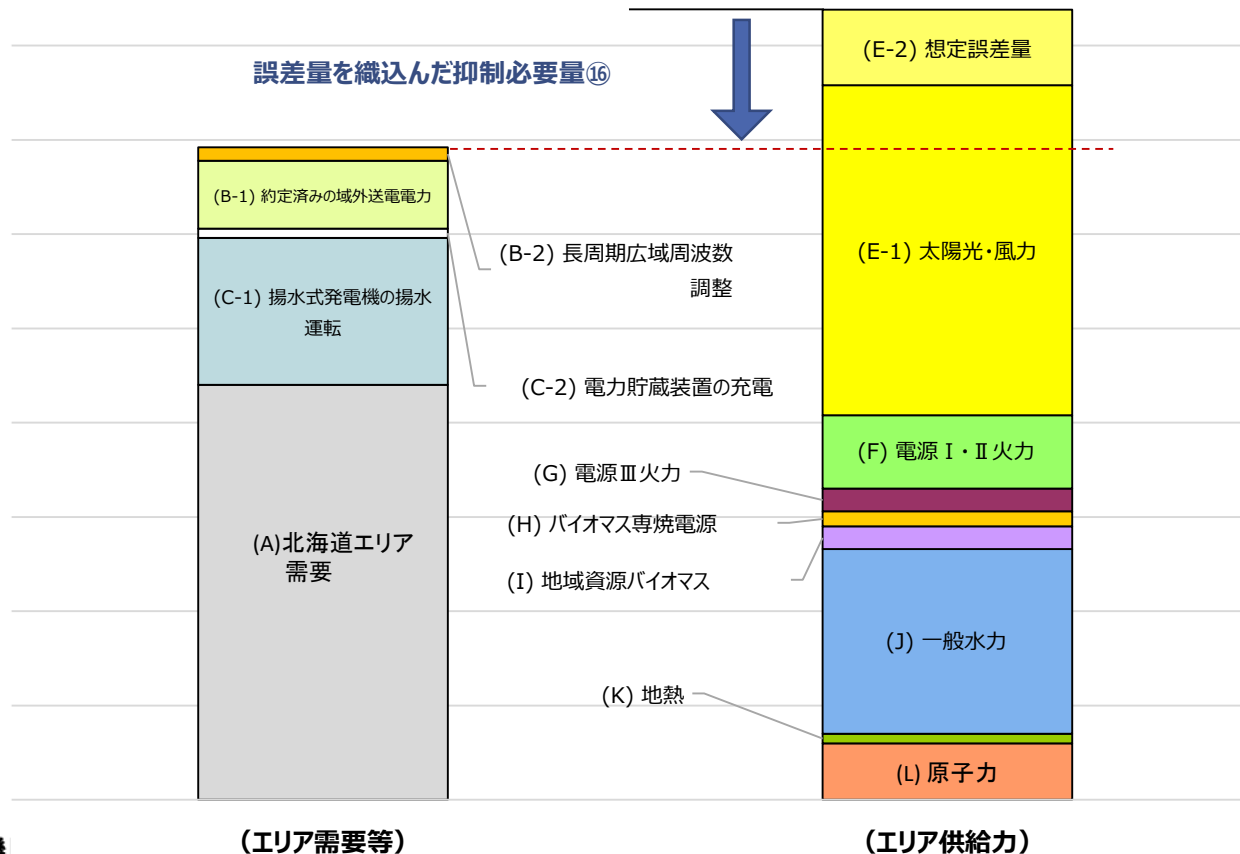 (E-2) 想定誤差量
誤差量を織込んだ抑制必要量⑯
(B-1) 約定済みの域外送電電力
(B-2) 長周期広域周波数
調整
(E-1) 太陽光・風力
(C-1) 揚水式発電機の揚水
運転
(C-2) 電力貯蔵装置の充電
(F) 電源Ⅰ・Ⅱ火力
(G) 電源Ⅲ火力
(H) バイオマス専焼電源
(A)北海道エリア
需要
(I) 地域資源バイオマス
(J) 一般水力
(K) 地熱
(L) 原子力
（エリア需要等）
（エリア供給力）